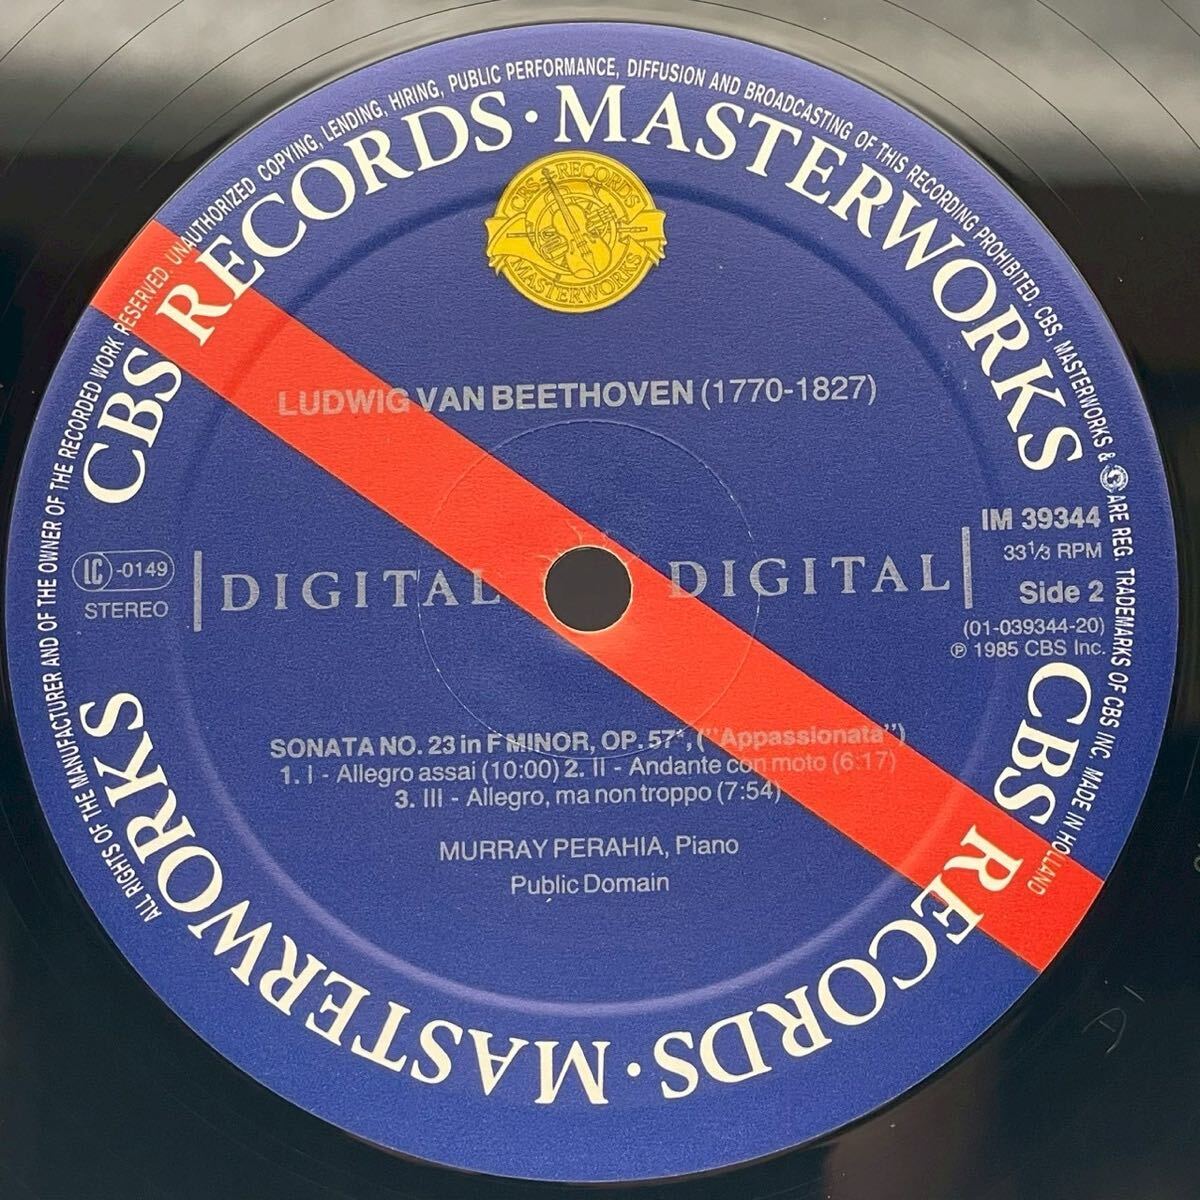 ALL RIGHTS OF THE MANUFACTURER AND OF THE OWNER OF THE RECORDED WORK RESERVED. UNAUTHORIZED COPYING, LENDING, HIRING, PUBLIC PERFORMANCE, DIFFUSION AND BROADCASTING OF THIS RECORDING PROHIBITED. CBS, MASTERWORKS & ARE REG. TRADEMARKS OF CBS INC. MADE IN HOLLAND
CBS RECORDS · MASTERWORKS
CBS RECORDS
MASTERWORKS
LUDWIG VAN BEETHOVEN (1770-1827)
LC -0149
STEREO
DIGITAL
DIGITAL
IM 39344
33⅓ RPM
Side 2
(01-039344-20)
℗ 1985 CBS Inc.
SONATA NO. 23 in F MINOR, OP. 57*, ("Appassionata")
1. I - Allegro assai (10:00) 2. II - Andante con moto (6:17)
3. III - Allegro, ma non troppo (7:54)
MURRAY PERAHIA, Piano
Public Domain
CBS RECORDS · MASTERWORKS